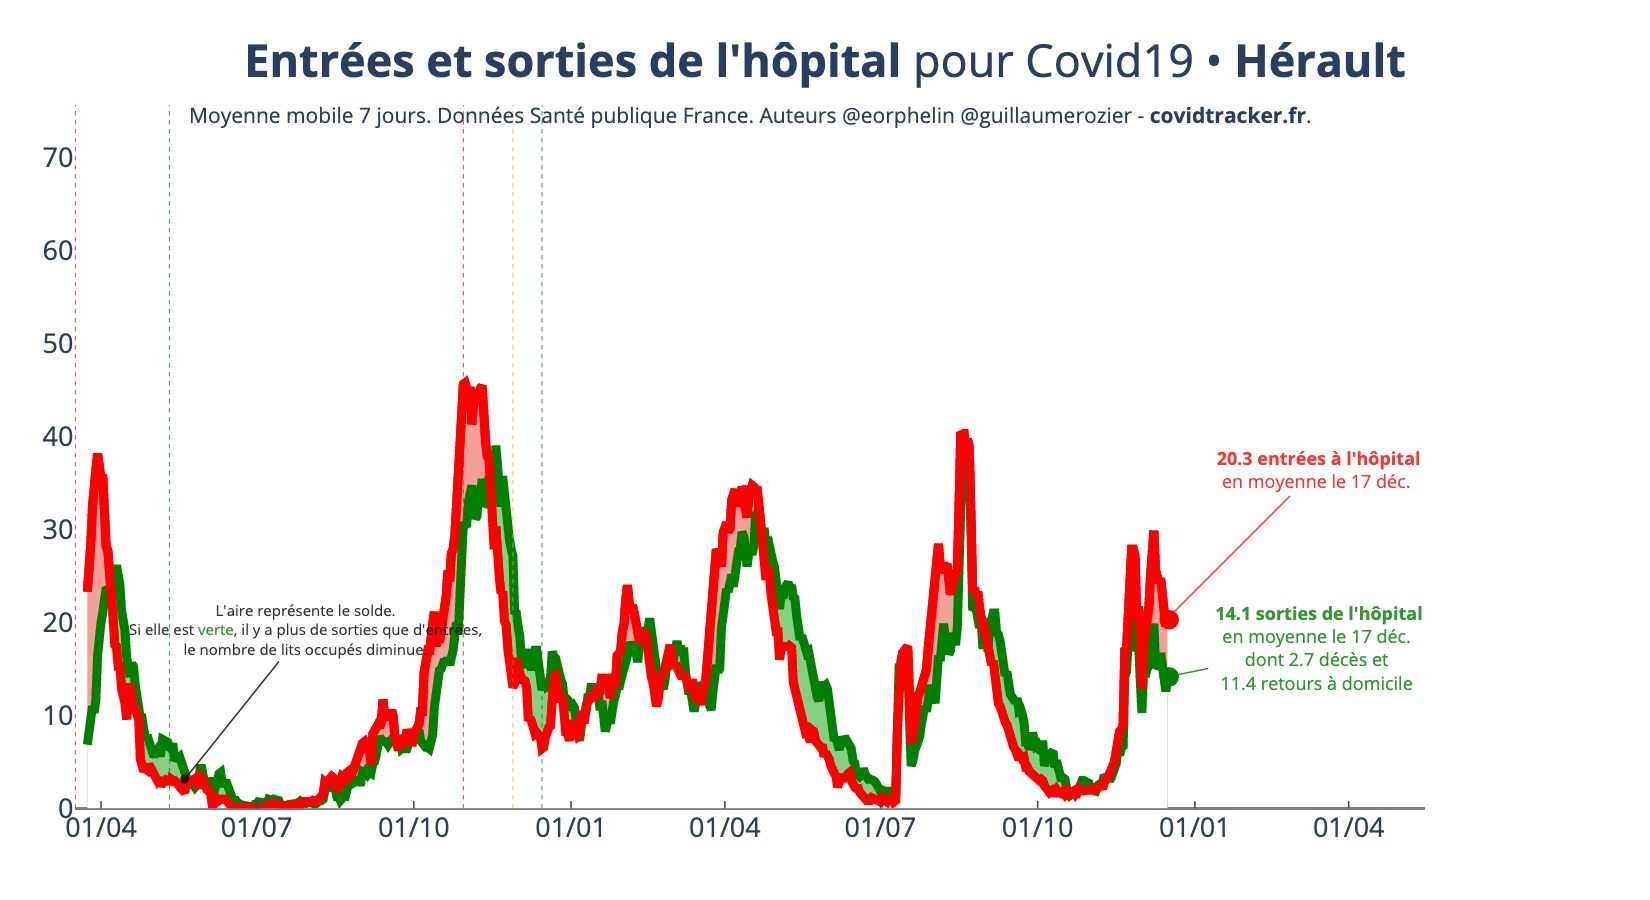 Entrées et sorties de l'hôpital pour Covid19 • Hérault
Moyenne mobile 7 jours. Données Santé publique France. Auteurs @eorphelin @guillaumerozier - covidtracker.fr.
70
60
50
40
30
20
10
0
20.3 entrées à l'hôpital
en moyenne le 17 déc.
14.1 sorties de l'hôpital
en moyenne le 17 déc.
dont 2.7 décès et
11.4 retours à domicile
L'aire représente le solde.
Si elle est verte, il y a plus de sorties que d'entrées,
le nombre de lits occupés diminue.
01/04 01/07 01/10 01/01 01/04 01/07 01/10 01/01 01/04